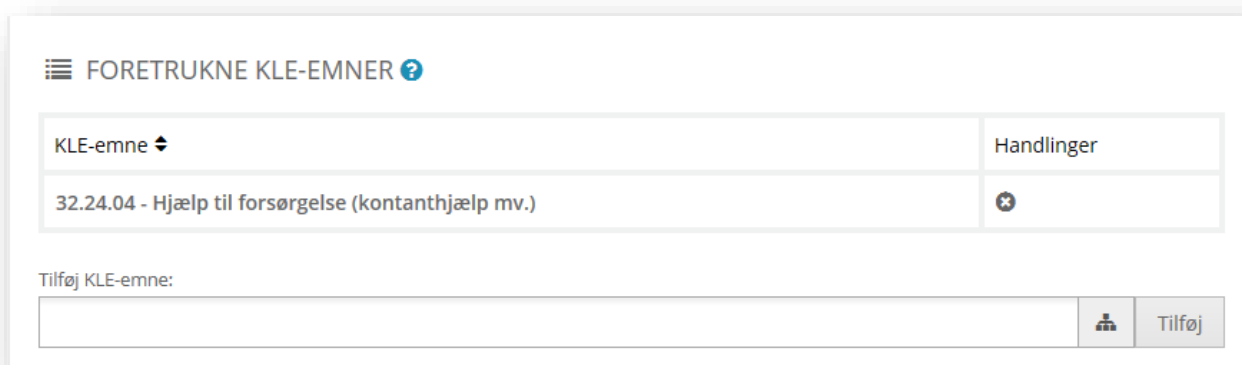 FORETRUKNE KLE-EMNER
KLE-emne Handlinger
32.24.04 - Hjælp til forsørgelse (kontanthjælp mv.)
Tilføj KLE-emne:
Tilføj